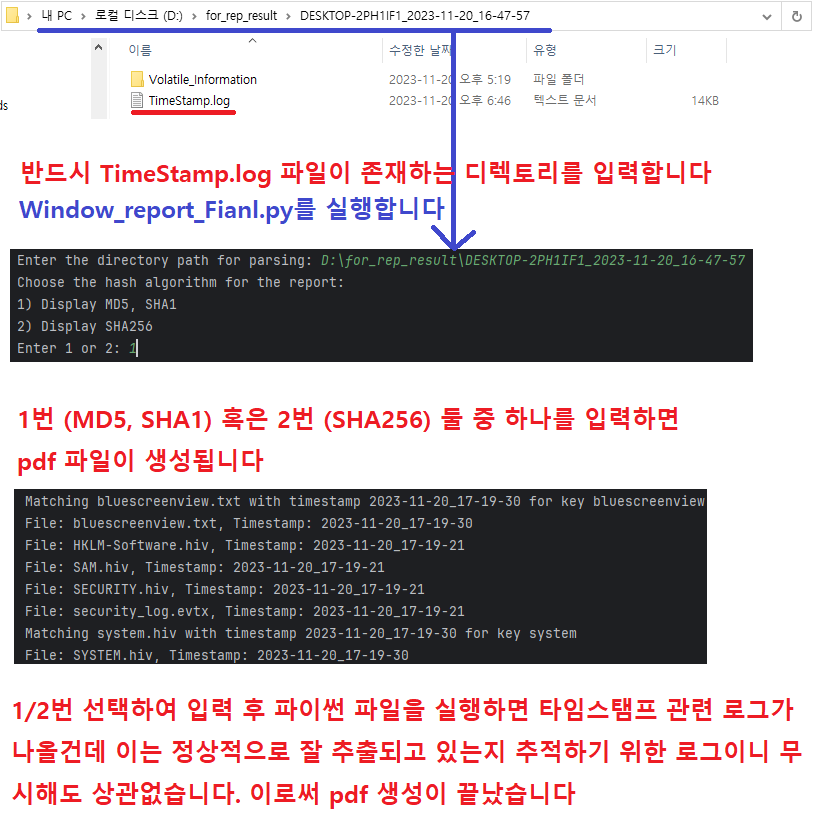 내 PC > 로컬 디스크 (D:) > for_rep_result > DESKTOP-2PH1IF1_2023-11-20_16-47-57
이름 수정한 날짜 유형 크기
Volatile_Information 2023-11-20 오후 5:19 파일 폴더
ds TimeStamp.log 2023-11-20 오후 6:46 텍스트 문서 14KB
반드시 TimeStamp.log 파일이 존재하는 디렉토리를 입력합니다
Window_report_Fianl.py를 실행합니다
Enter the directory path for parsing: D:\for_rep_result\DESKTOP-2PH1IF1_2023-11-20_16-47-57
Choose the hash algorithm for the report:
1) Display MD5, SHA1
2) Display SHA256
Enter 1 or 2: 1
1번 (MD5, SHA1) 혹은 2번 (SHA256) 둘 중 하나를 입력하면
pdf 파일이 생성됩니다
Matching bluescreenview.txt with timestamp 2023-11-20_17-19-30 for key bluescreenview
File: bluescreenview.txt, Timestamp: 2023-11-20_17-19-30
File: HKLM-Software.hiv, Timestamp: 2023-11-20_17-19-21
File: SAM.hiv, Timestamp: 2023-11-20_17-19-21
File: SECURITY.hiv, Timestamp: 2023-11-20_17-19-21
File: security_log.evtx, Timestamp: 2023-11-20_17-19-21
Matching system.hiv with timestamp 2023-11-20_17-19-30 for key system
File: SYSTEM.hiv, Timestamp: 2023-11-20_17-19-30
1/2번 선택하여 입력 후 파이썬 파일을 실행하면 타임스탬프 관련 로그가
나올건데 이는 정상적으로 잘 추출되고 있는지 추적하기 위한 로그이니 무
시해도 상관없습니다. 이로써 pdf 생성이 끝났습니다